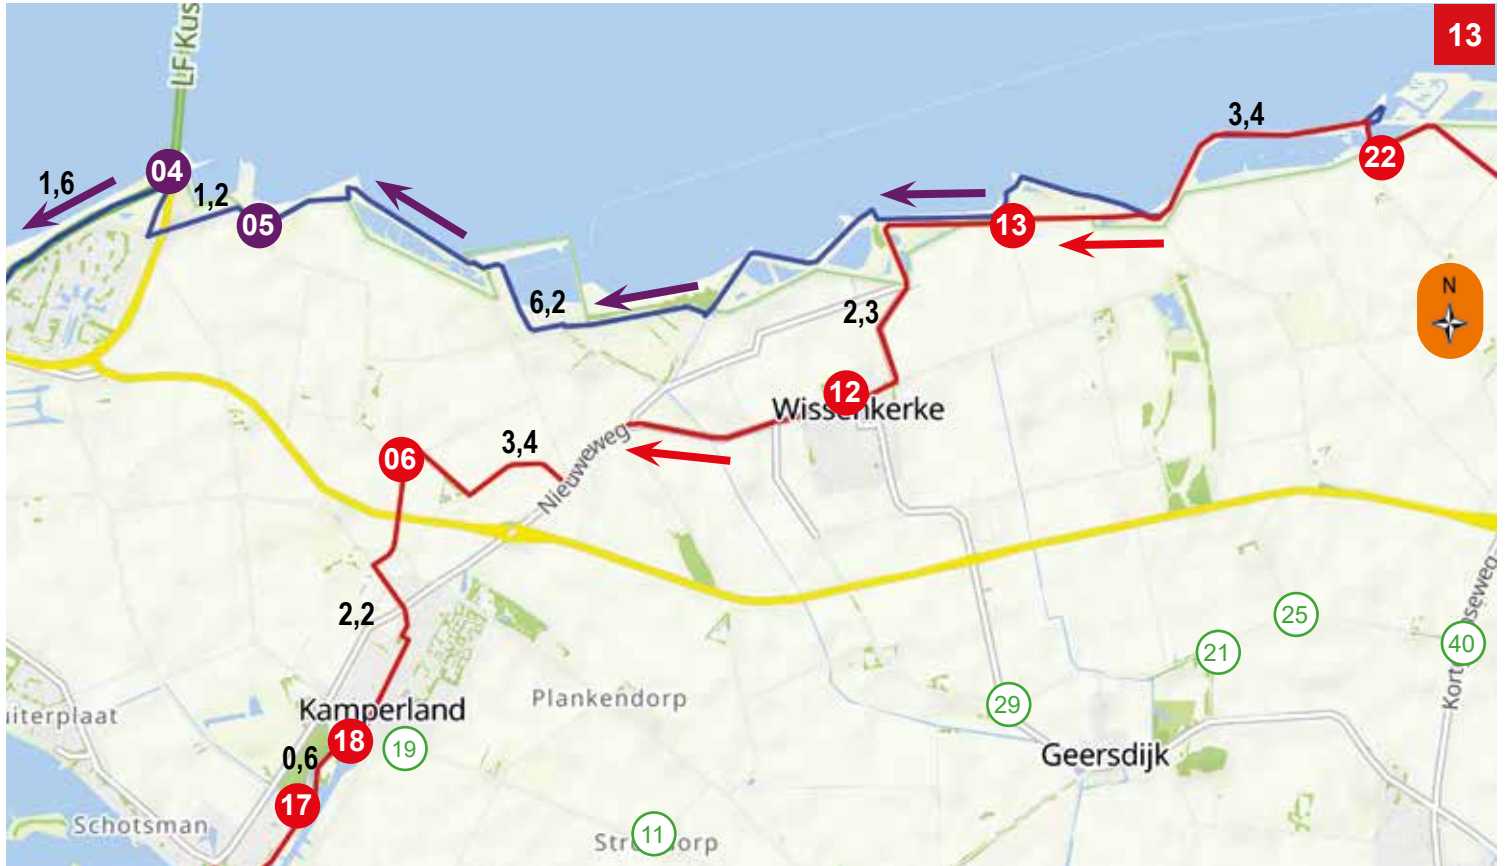 LF Kus
13
3,4
04
22
1,6
1,2
05
13
N
6,2
2,3
12
Wissenkerke
06
3,4
Nieuweweg
2,2
25
40
21
Plankendorp
29
Kamperland
18
19
Geersdijk
0,6
17
Schotsman
11